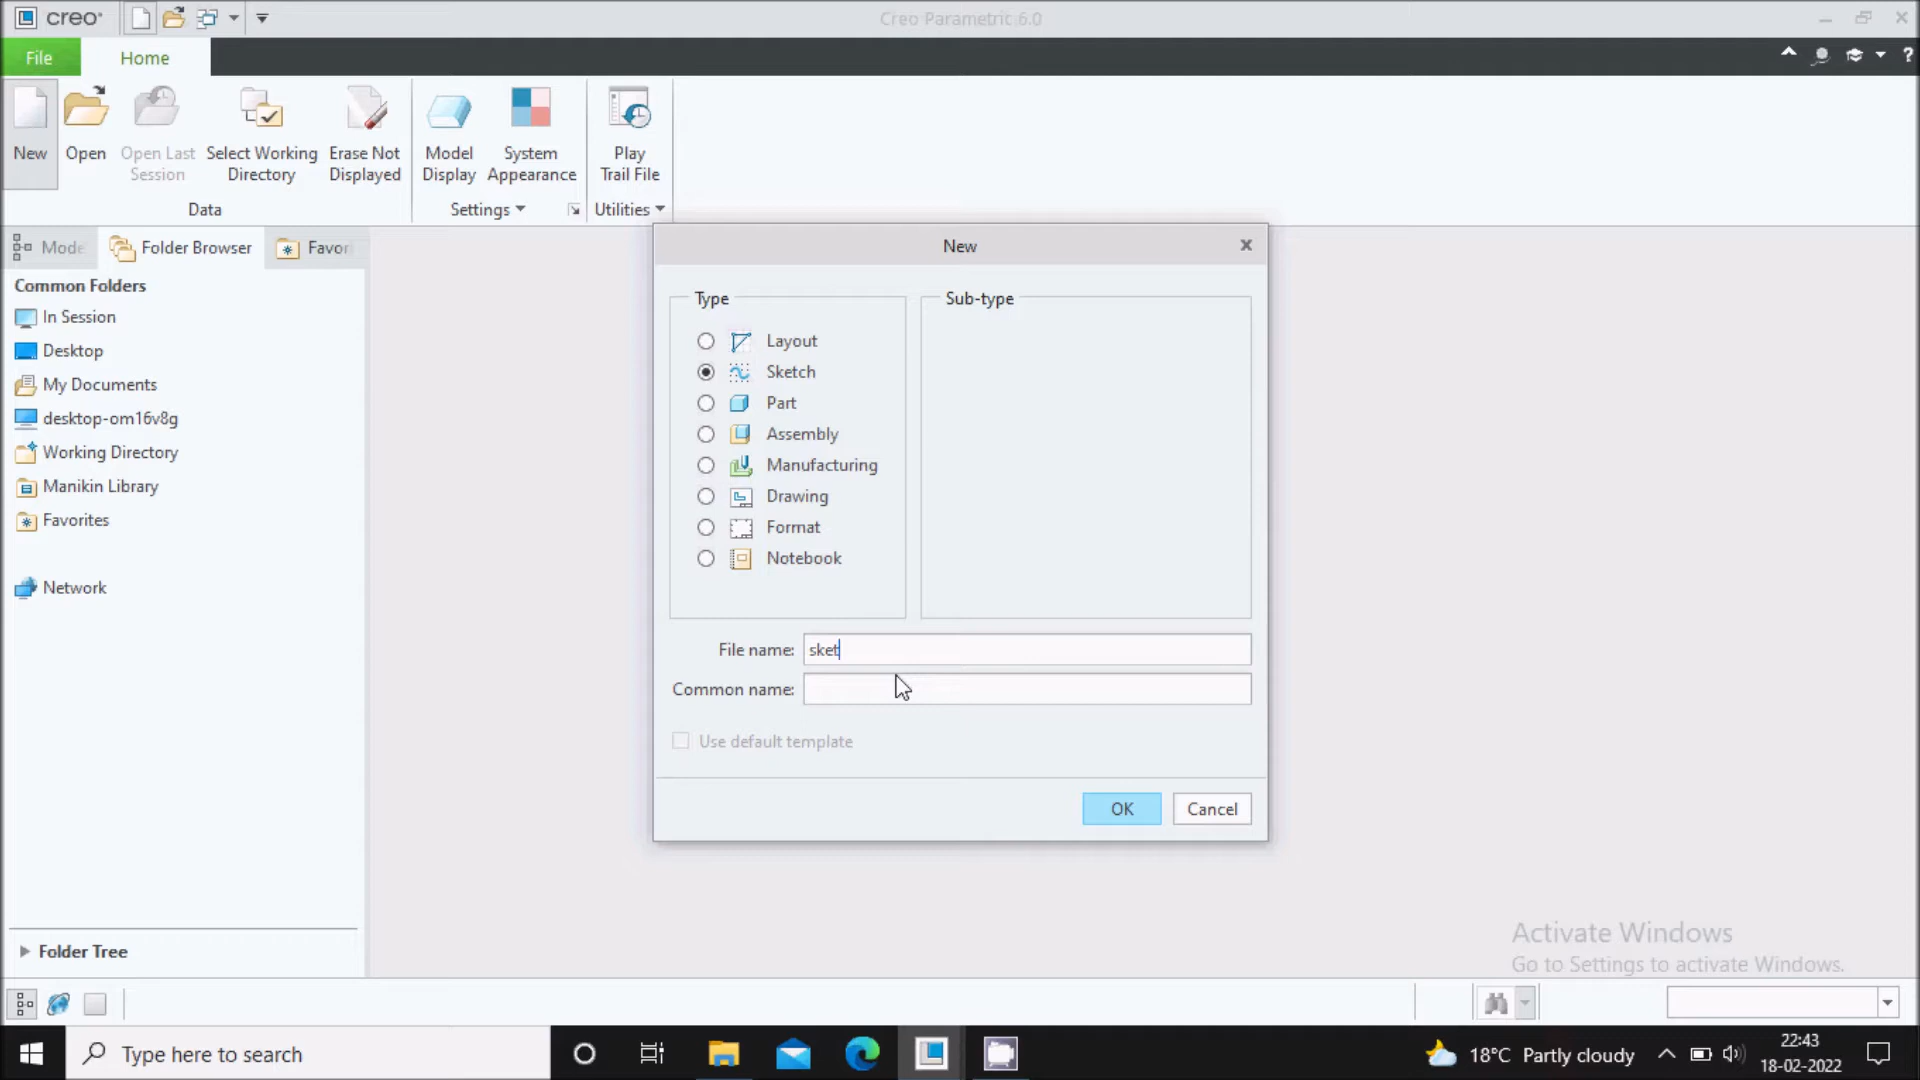 creo
Creo Parametric 6.0
File
Home
?
New
Open
Open Last Session
Select Working Directory
Erase Not Displayed
Model Display
System Appearance
Play Trail File
Data
Settings
Utilities
Mode
Folder Browser
Favori
Common Folders
In Session
Desktop
My Documents
desktop-om16v8g
Working Directory
Manikin Library
Favorites
Network
Folder Tree
New
Type
Sub-type
Layout
Sketch
Part
Assembly
Manufacturing
Drawing
Format
Notebook
File name:
sket
Common name:
Use default template
OK
Cancel
Activate Windows
Go to Settings to activate Windows.
Type here to search
18°C Partly cloudy
22:43
18-02-2022